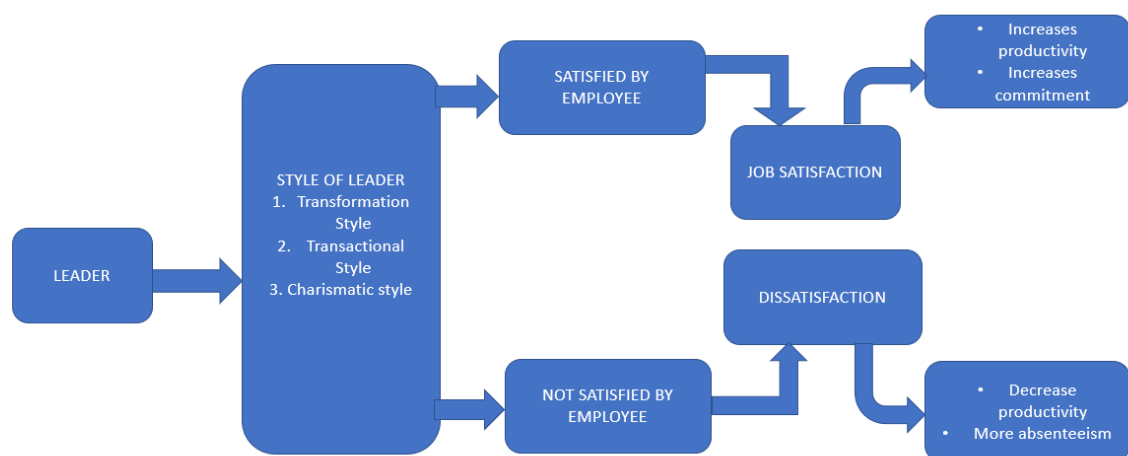 LEADER
STYLE OF LEADER
1. Transformation
Style
2. Transactional
Style
3. Charismatic style
SATISFIED BY
EMPLOYEE
JOB SATISFACTION
• Increases
productivity
• Increases
commitment
NOT SATISFIED BY
EMPLOYEE
DISSATISFACTION
• Decrease
productivity
• More absenteeism